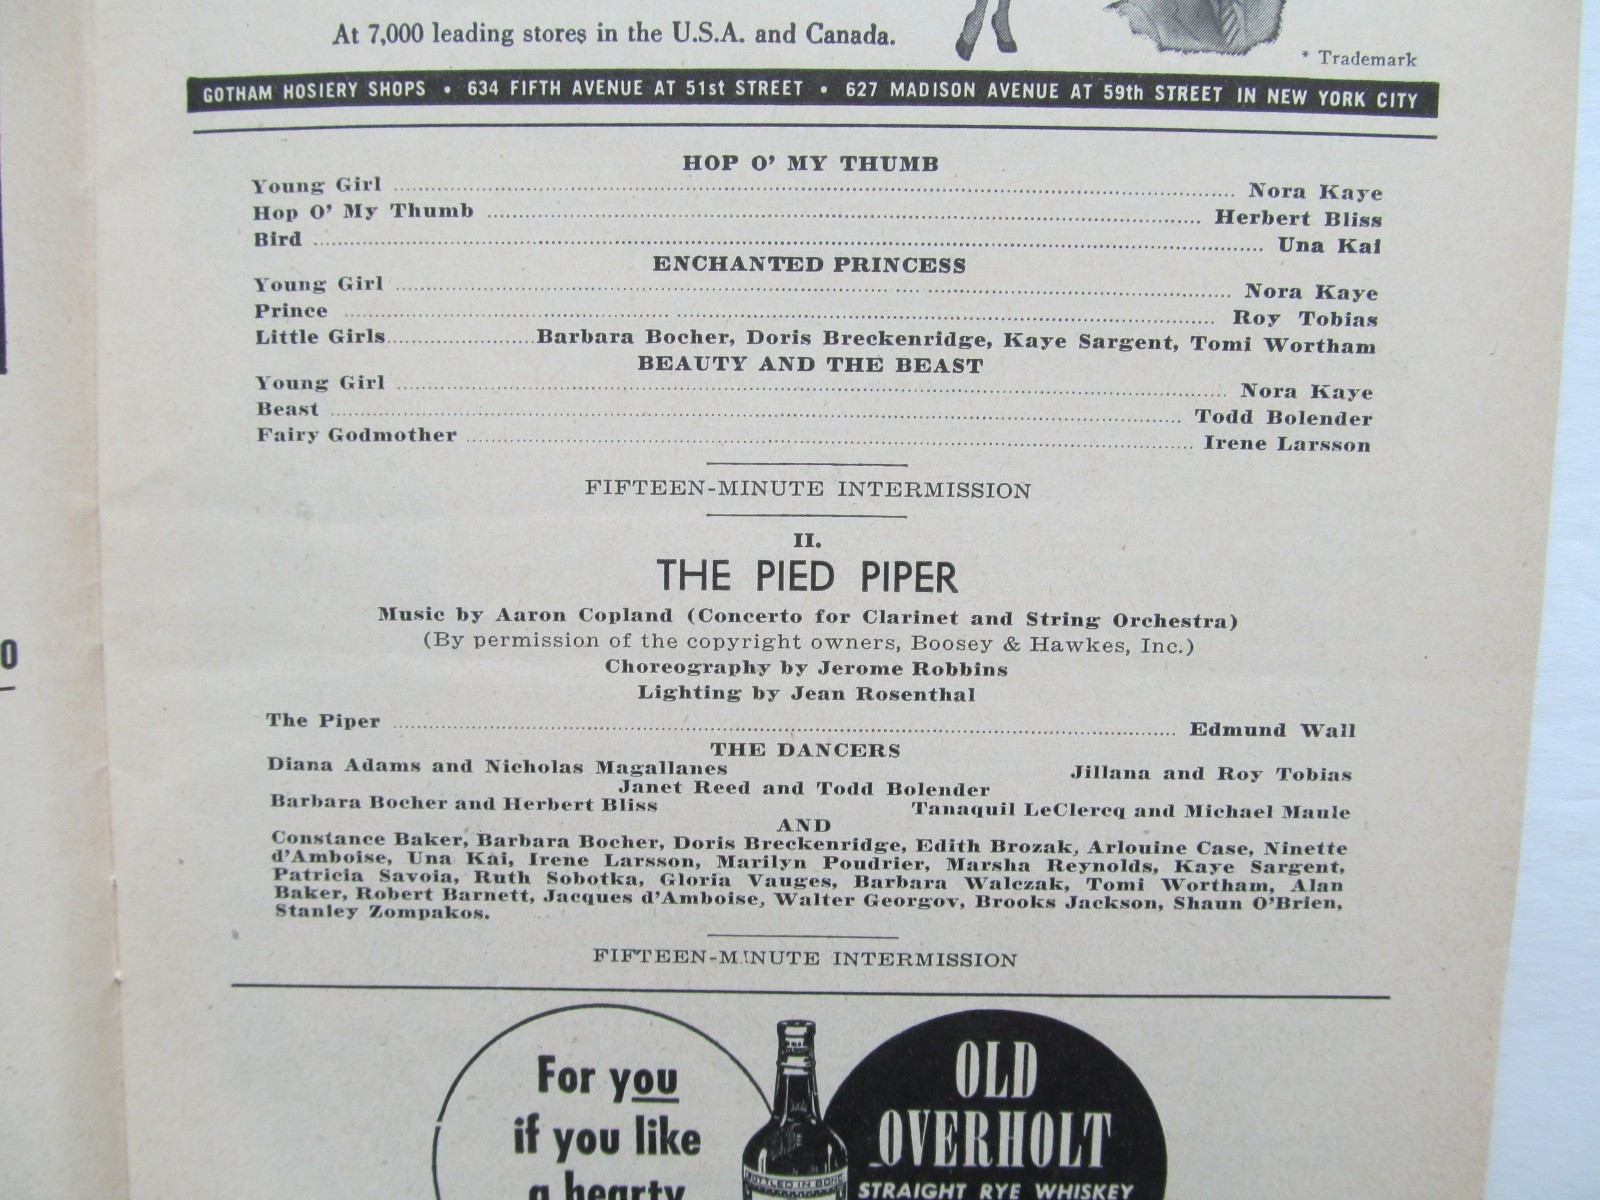 At 7,000 leading stores in the U.S.A. and Canada.
* Trademark
GOTHAM HOSIERY SHOPS • 634 FIFTH AVENUE AT 51st STREET • 627 MADISON AVENUE AT 59th STREET IN NEW YORK CITY
HOP O' MY THUMB
Young Girl ........ Nora Kaye
Hop O' My Thumb ........ Herbert Bliss
Bird ........ Una Kai
ENCHANTED PRINCESS
Young Girl ........ Nora Kaye
Prince ........ Roy Tobias
Little Girls ........ Barbara Bocher, Doris Breckenridge, Kaye Sargent, Tomi Wortham
BEAUTY AND THE BEAST
Young Girl ........ Nora Kaye
Beast ........ Todd Bolender
Fairy Godmother ........ Irene Larsson
FIFTEEN-MINUTE INTERMISSION
II.
THE PIED PIPER
Music by Aaron Copland (Concerto for Clarinet and String Orchestra)
(By permission of the copyright owners, Boosey & Hawkes, Inc.)
Choreography by Jerome Robbins
Lighting by Jean Rosenthal
The Piper ........ Edmund Wall
THE DANCERS
Diana Adams and Nicholas Magallanes Jillana and Roy Tobias
Janet Reed and Todd Bolender
Barbara Bocher and Herbert Bliss Tanaquil LeClercq and Michael Maule
AND
Constance Baker, Barbara Bocher, Doris Breckenridge, Edith Brozak, Arlouine Case, Ninette
d'Amboise, Una Kai, Irene Larsson, Marilyn Poudrier, Marsha Reynolds, Kaye Sargent,
Patricia Savoia, Ruth Sobotka, Gloria Vauges, Barbara Walczak, Tomi Wortham, Alan
Baker, Robert Barnett, Jacques d'Amboise, Walter Georgov, Brooks Jackson, Shaun O'Brien,
Stanley Zompakos.
FIFTEEN-MINUTE INTERMISSION
0
For you
if you like
a hearty
BOTTLED IN BOND
OLD
OVERHOLT
STRAIGHT RYE WHISKEY